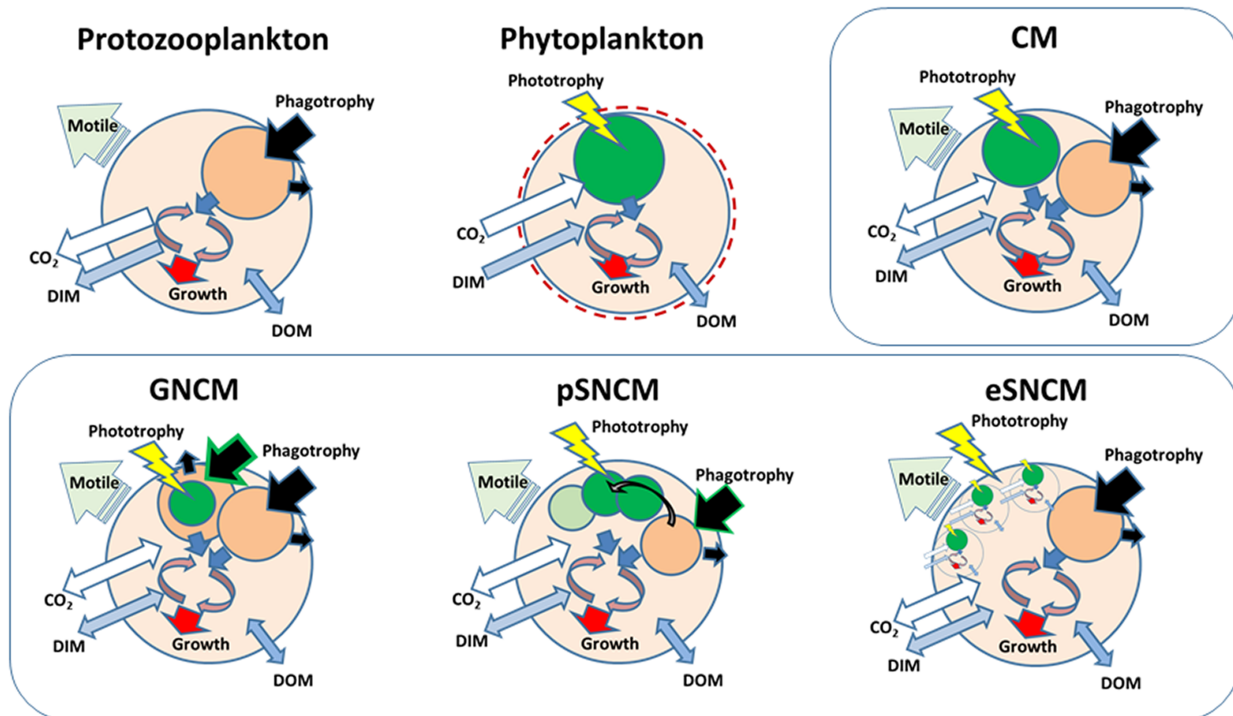 Protozooplankton
Motile
Phagotrophy
CO₂
DIM
Growth
DOM
Phytoplankton
Phototrophy
CO₂
DIM
Growth
DOM
CM
Phototrophy
Motile
Phagotrophy
CO₂
DIM
Growth
DOM
GNCM
Phototrophy
Phagotrophy
Motile
CO₂
DIM
Growth
DOM
pSNCM
Phototrophy
Motile
Phagotrophy
CO₂
DIM
Growth
DOM
eSNCM
Phototrophy
Motile
Phagotrophy
CO₂
DIM
Growth
DOM